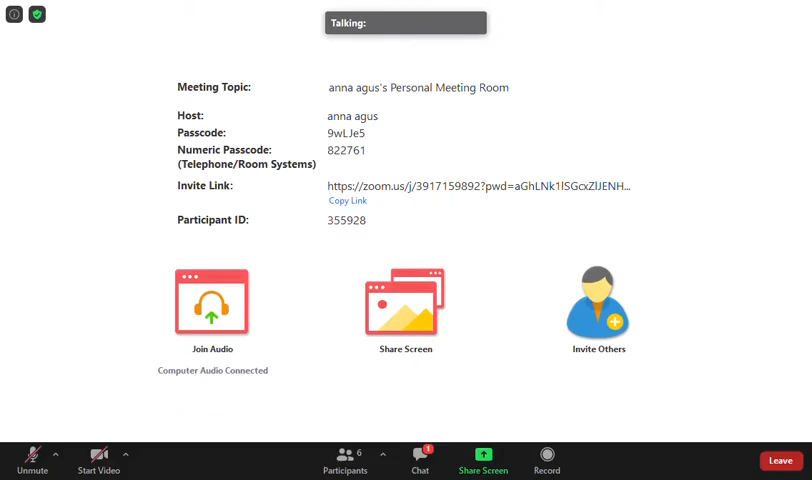 Talking:
Meeting Topic: anna agus's Personal Meeting Room
Host: anna agus
Passcode: 9wLJe5
Numeric Passcode: 822761
(Telephone/Room Systems)
Invite Link: https://zoom.us/j/3917159892?pwd=aGhLNk1lSGcxZlJENH...
Copy Link
Participant ID: 355928
Join Audio Share Screen Invite Others
Computer Audio Connected
6 1
Unmute Start Video Participants Chat Share Screen Record Leave